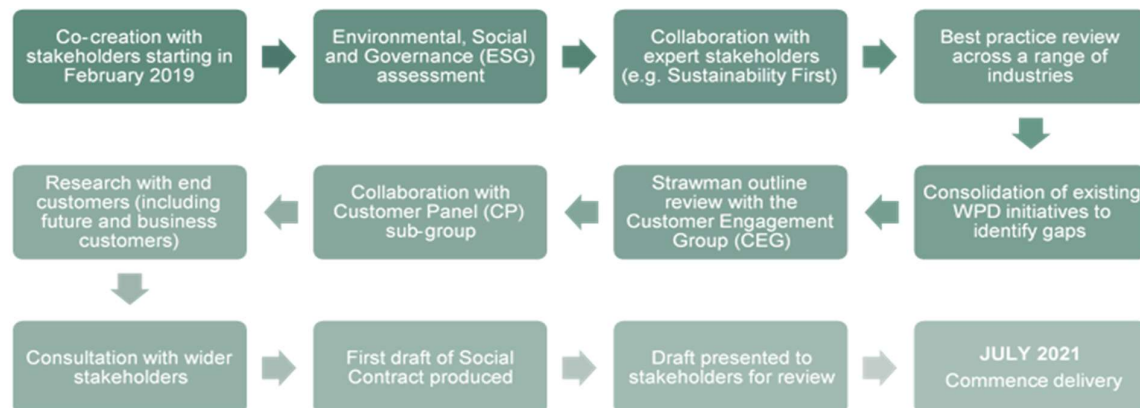 Co-creation with
stakeholders starting in
February 2019
Environmental, Social
and Governance (ESG)
assessment
Collaboration with
expert stakeholders
(e.g. Sustainability First)
Best practice review
across a range of
industries
Consolidation of existing
WPD initiatives to
identify gaps
Strawman outline
review with the
Customer Engagement
Group (CEG)
Collaboration with
Customer Panel (CP)
sub-group
Research with end
customers (including
future and business
customers)
Consultation with wider
stakeholders
First draft of Social
Contract produced
Draft presented to
stakeholders for review
JULY 2021
Commence delivery